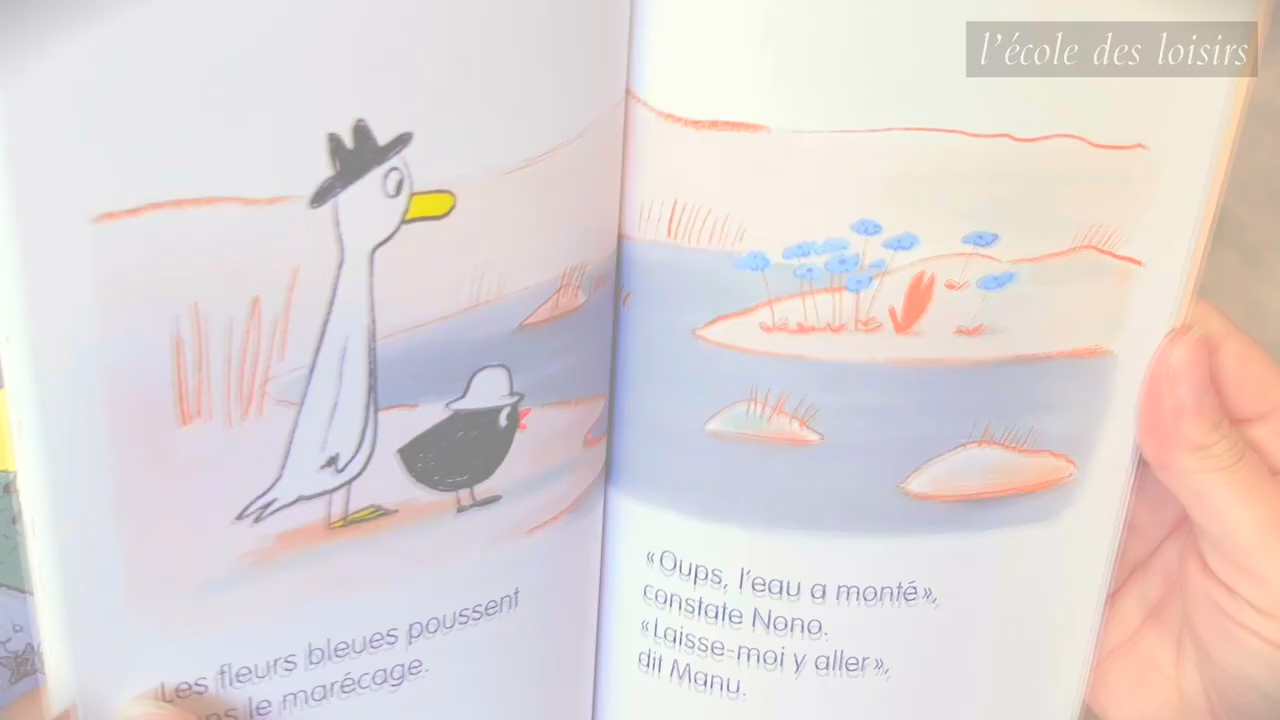 l'école des loisirs
Les fleurs bleues poussent
le marécage.
«Oups, l'eau a monté»,
constate Nono.
«Laisse-moi y aller»,
dit Manu.